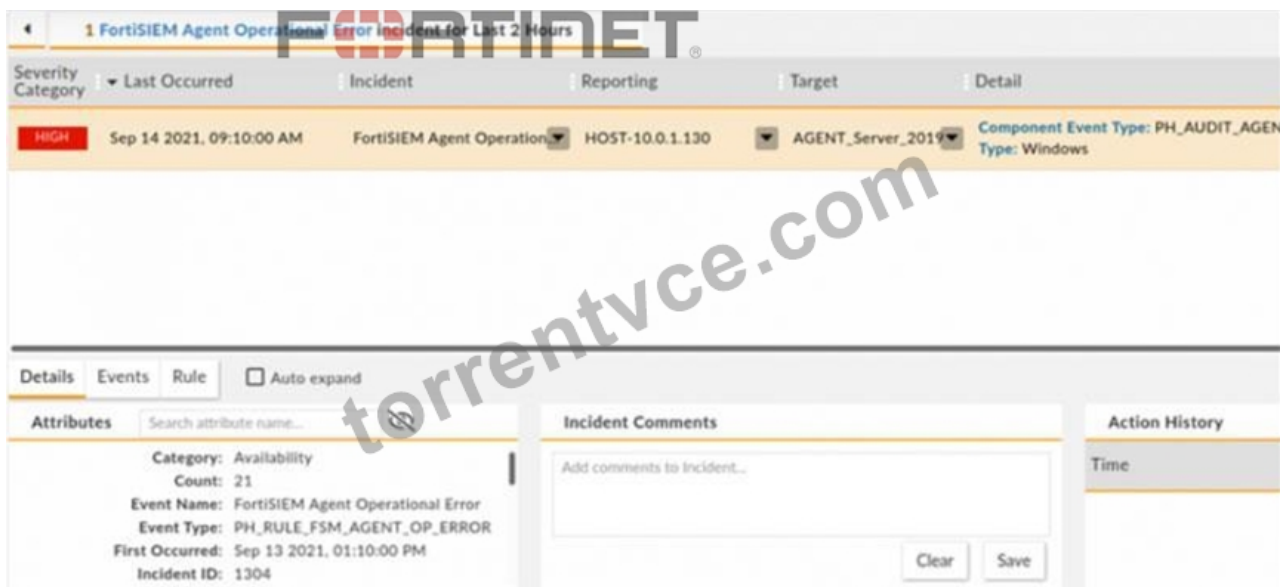 FORTINET®
1 FortiSIEM Agent Operational Error Incident for Last 2 Hours
Severity Category Last Occurred Incident Reporting Target Detail
HIGH Sep 14 2021, 09:10:00 AM FortiSIEM Agent Operation HOST-10.0.1.130 AGENT_Server_2019 Component Event Type: PH_AUDIT_AGEN
Type: Windows
torrentvce.com
Details Events Rule Auto expand
Attributes Search attribute name... Incident Comments Action History
Category: Availability Add comments to Incident... Time
Count: 21
Event Name: FortiSIEM Agent Operational Error
Event Type: PH_RULE_FSM_AGENT_OP_ERROR
First Occurred: Sep 13 2021, 01:10:00 PM Clear Save
Incident ID: 1304